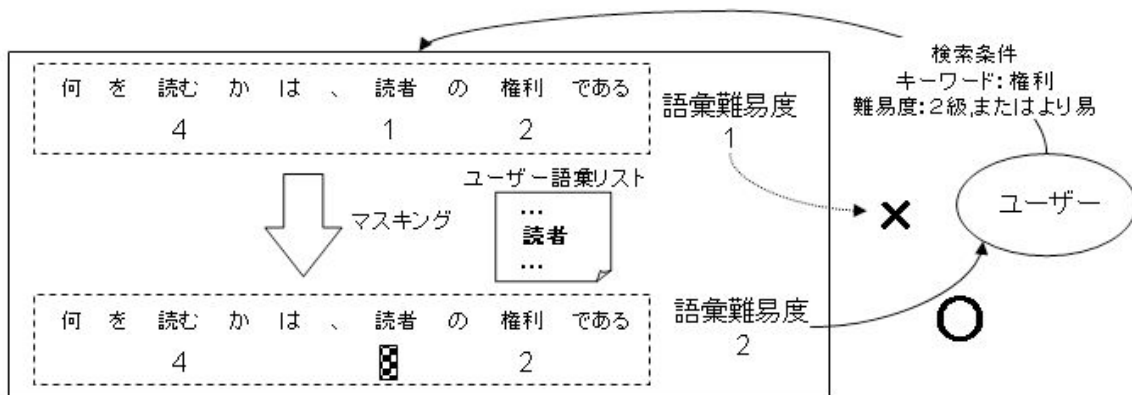 検索条件
キーワード：権利
難易度：２級，またはより易
何 を 読む か は 、 読者 の 権利 である
4 1 2
語彙難易度
1
ユーザー語彙リスト
…
読者
…
マスキング
×
ユーザー
何 を 読む か は 、 読者 の 権利 である
4 2
語彙難易度
2